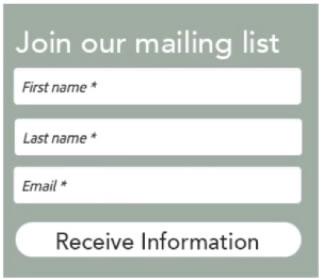 Join our mailing list
First name *
Last name *
Email *
Receive Information